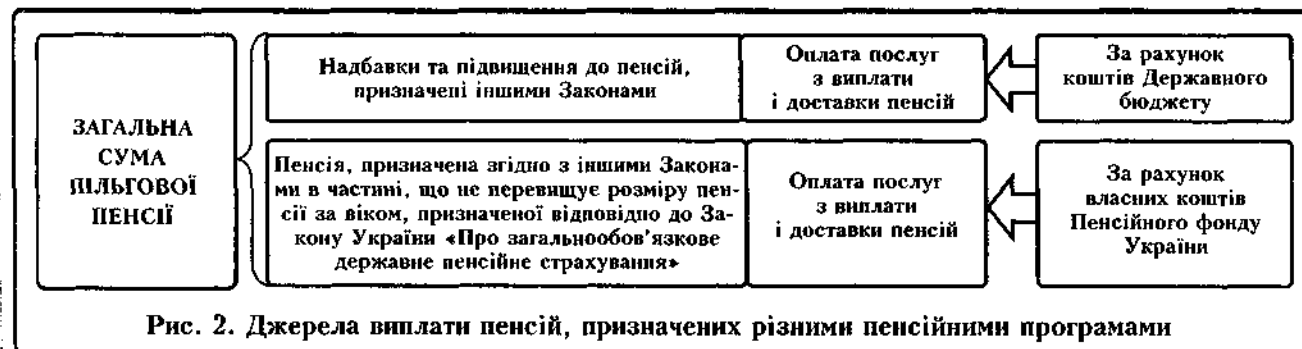 ЗАГАЛЬНА
СУМА
ПІЛЬГОВОЇ
ПЕНСІЇ
Надбавки та підвищення до пенсій,
призначені іншими Законами
Оплата послуг
з виплати
і доставки пенсій
За рахунок
коштів Державного
бюджету
Пенсія, призначена згідно з іншими Закона-
ми в частині, що не перевищує розміру пен-
сії за віком, призначеної відповідно до За-
кону України «Про загальнообов'язкове
державне пенсійне страхування»
Оплата послуг
з виплати
і доставки пенсій
За рахунок
власних коштів
Пенсійного фонду
України
Рис. 2. Джерела виплати пенсій, призначених різними пенсійними програмами